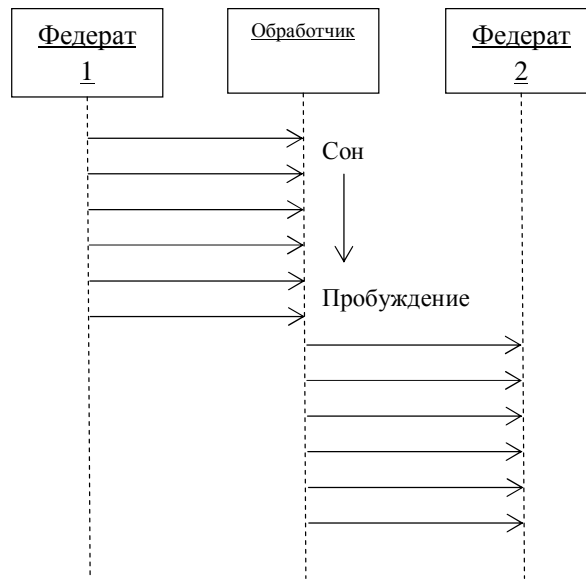 Федерат
1
Обработчик
Федерат
2
Сон
Пробуждение